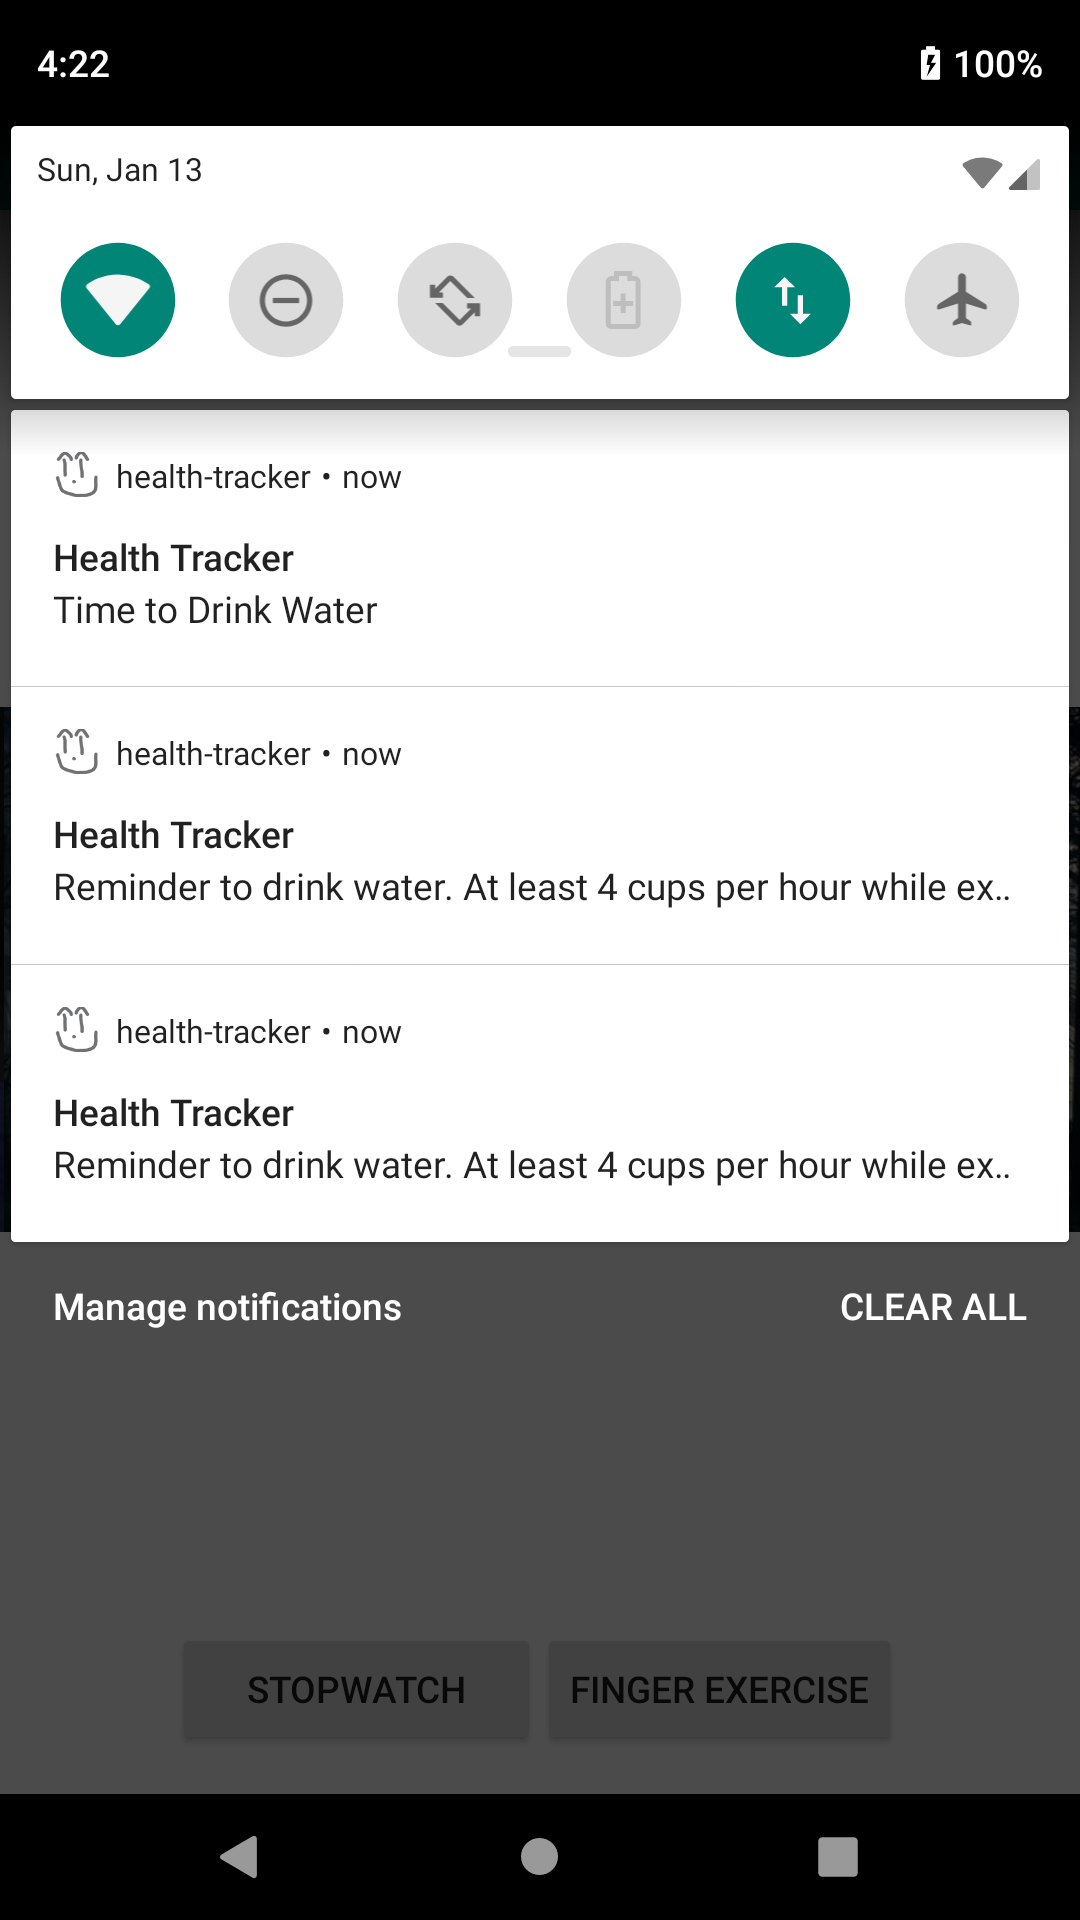 4:22
100%
Sun, Jan 13
health-tracker • now
Health Tracker
Time to Drink Water
health-tracker • now
Health Tracker
Reminder to drink water. At least 4 cups per hour while ex..
health-tracker • now
Health Tracker
Reminder to drink water. At least 4 cups per hour while ex..
Manage notifications
CLEAR ALL
STOPWATCH
FINGER EXERCISE